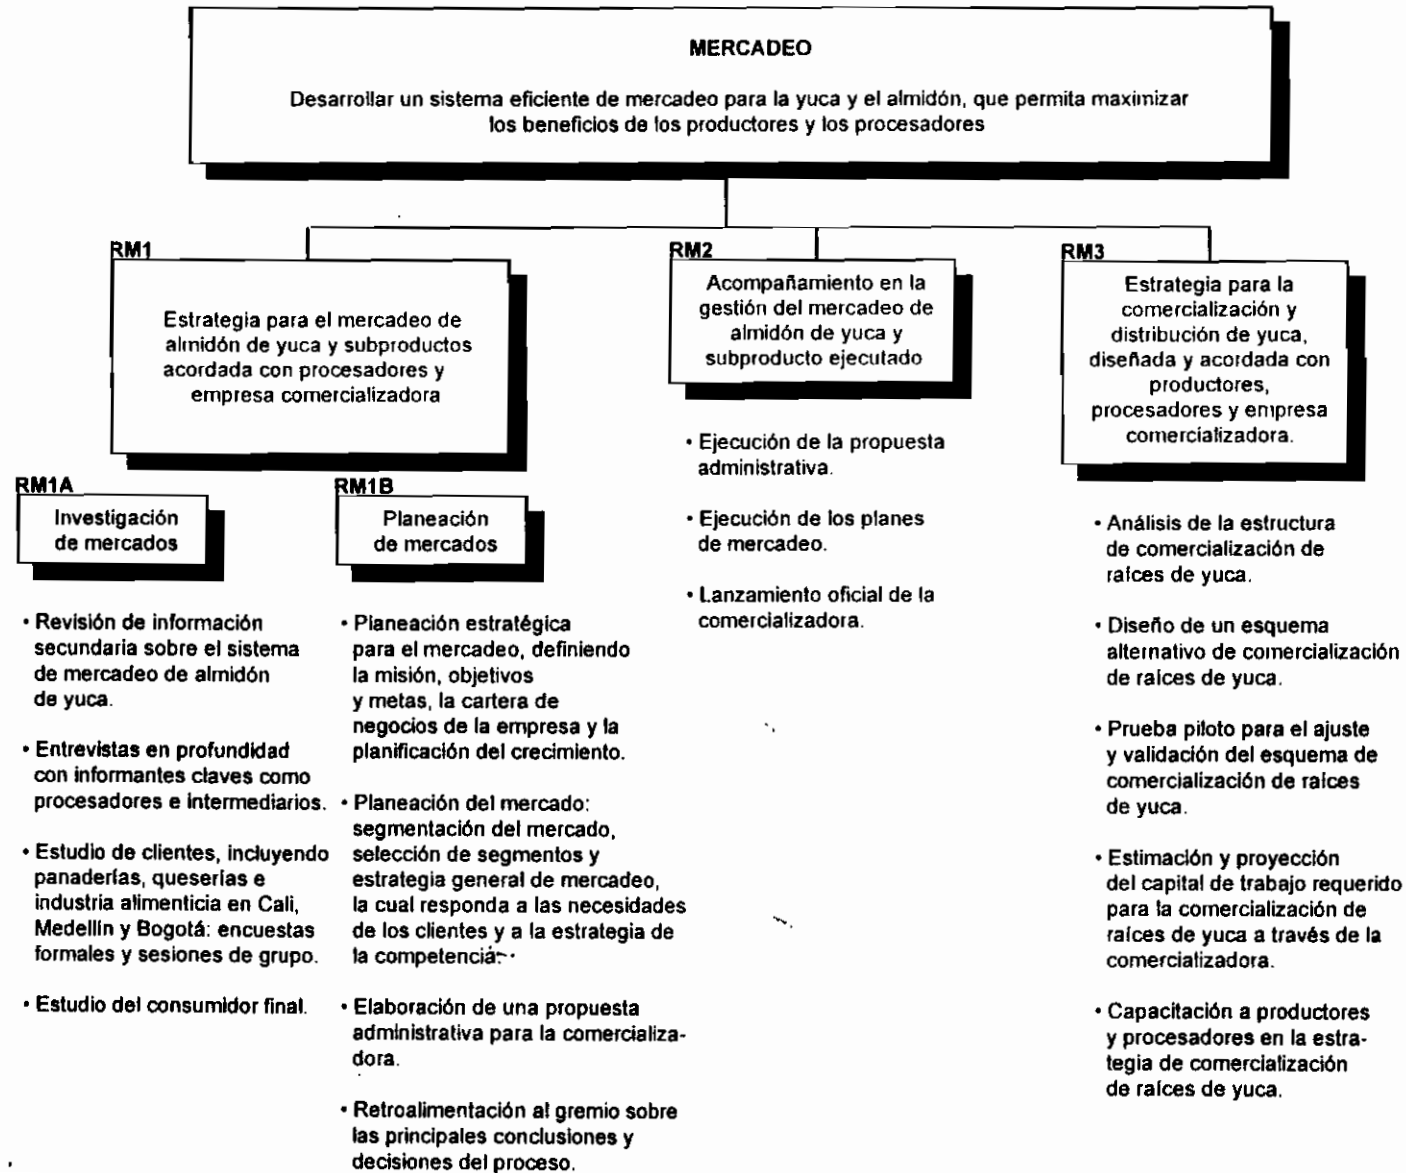 MERCADEO
Desarrollar un sistema eficiente de mercadeo para la yuca y el almidón, que permita maximizar
los beneficios de los productores y los procesadores
RM1
Estrategia para el mercadeo de
almidón de yuca y subproductos
acordada con procesadores y
empresa comercializadora
RM1A
Investigación
de mercados
• Revisión de información
secundaria sobre el sistema
de mercadeo de almidón
de yuca.
• Entrevistas en profundidad
con informantes claves como
procesadores e intermediarios.
• Estudio de clientes, incluyendo
panaderías, queserías e
industria alimenticia en Cali,
Medellín y Bogotá: encuestas
formales y sesiones de grupo.
• Estudio del consumidor final.
RM1B
Planeación
de mercados
• Planeación estratégica
para el mercadeo, definiendo
la misión, objetivos
y metas, la cartera de
negocios de la empresa y la
planificación del crecimiento.
• Planeación del mercado:
segmentación del mercado,
selección de segmentos y
estrategia general de mercadeo,
la cual responda a las necesidades
de los clientes y a la estrategia de
la competencia.
• Elaboración de una propuesta
administrativa para la comercializa-
dora.
• Retroalimentación al gremio sobre
las principales conclusiones y
decisiones del proceso.
RM2
Acompañamiento en la
gestión del mercadeo de
almidón de yuca y
subproducto ejecutado
• Ejecución de la propuesta
administrativa.
• Ejecución de los planes
de mercadeo.
• Lanzamiento oficial de la
comercializadora.
RM3
Estrategia para la
comercialización y
distribución de yuca,
diseñada y acordada con
productores,
procesadores y empresa
comercializadora.
• Análisis de la estructura
de comercialización de
raíces de yuca.
• Diseño de un esquema
alternativo de comercialización
de raíces de yuca.
• Prueba piloto para el ajuste
y validación del esquema de
comercialización de raíces
de yuca.
• Estimación y proyección
del capital de trabajo requerido
para la comercialización de
raíces de yuca a través de la
comercializadora.
• Capacitación a productores
y procesadores en la estra-
tegia de comercialización
de raíces de yuca.